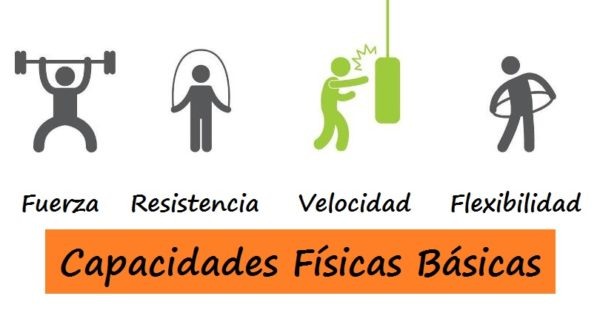 Fuerza Resistencia Velocidad Flexibilidad
Capacidades Físicas Básicas